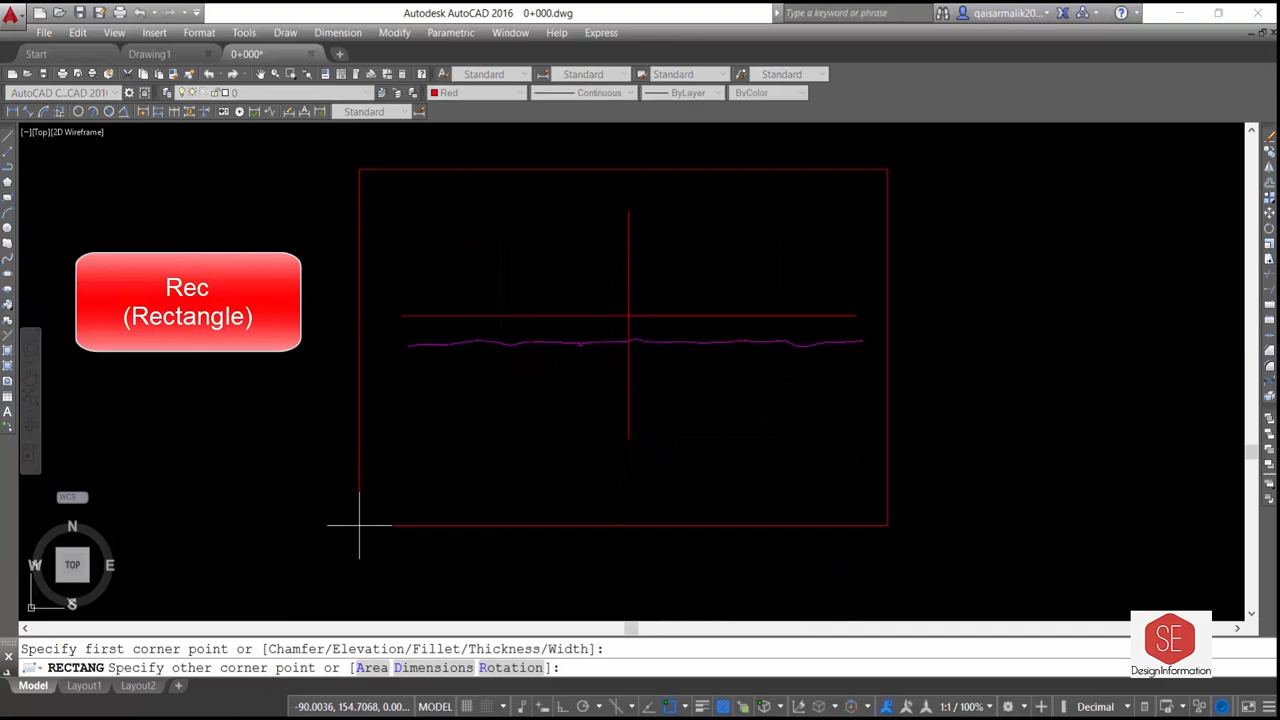 Autodesk AutoCAD 2016 0+000.dwg
Type a keyword or phrase
qaisarmalik20...
File Edit View Insert Format Tools Draw Dimension Modify Parametric Window Help Express
Start Drawing1 0+000*
Standard Standard Standard Standard
AutoCAD C...CAD 2016 0 Red Continuous ByLayer ByColor
Standard
[−][Top][2D Wireframe]
Rec
(Rectangle)
WCS
N
W TOP E
S
Specify first corner point or [Chamfer/Elevation/Fillet/Thickness/Width]:
RECTANG Specify other corner point or [Area Dimensions Rotation]:
SE
DesignInformation
Model Layout1 Layout2 +
-90.0036, 154.7068, 0.00... MODEL 1:1 / 100% Decimal